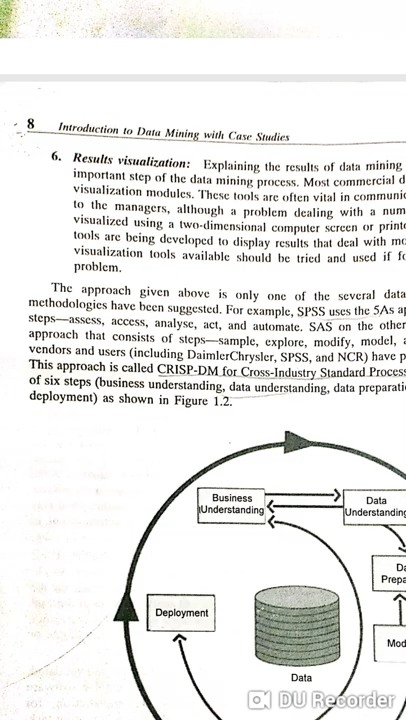 8 Introduction to Data Mining with Case Studies
6. Results visualization: Explaining the results of data mining
important step of the data mining process. Most commercial d
visualization modules. These tools are often vital in communic
to the managers, although a problem dealing with a num
visualized using a two-dimensional computer screen or printe
tools are being developed to display results that deal with mo
visualization tools available should be tried and used if fo
problem.
The approach given above is only one of the several data
methodologies have been suggested. For example, SPSS uses the 5As ap
steps—assess, access, analyse, act, and automate. SAS on the other
approach that consists of steps—sample, explore, modify, model, a
vendors and users (including DaimlerChrysler, SPSS, and NCR) have p
This approach is called CRISP-DM for Cross-Industry Standard Process
of six steps (business understanding, data understanding, data preparati
deployment) as shown in Figure 1.2.
Business
Understanding
Data
Understanding
Da
Prepa
Deployment
Mod
Data
DU Recorder